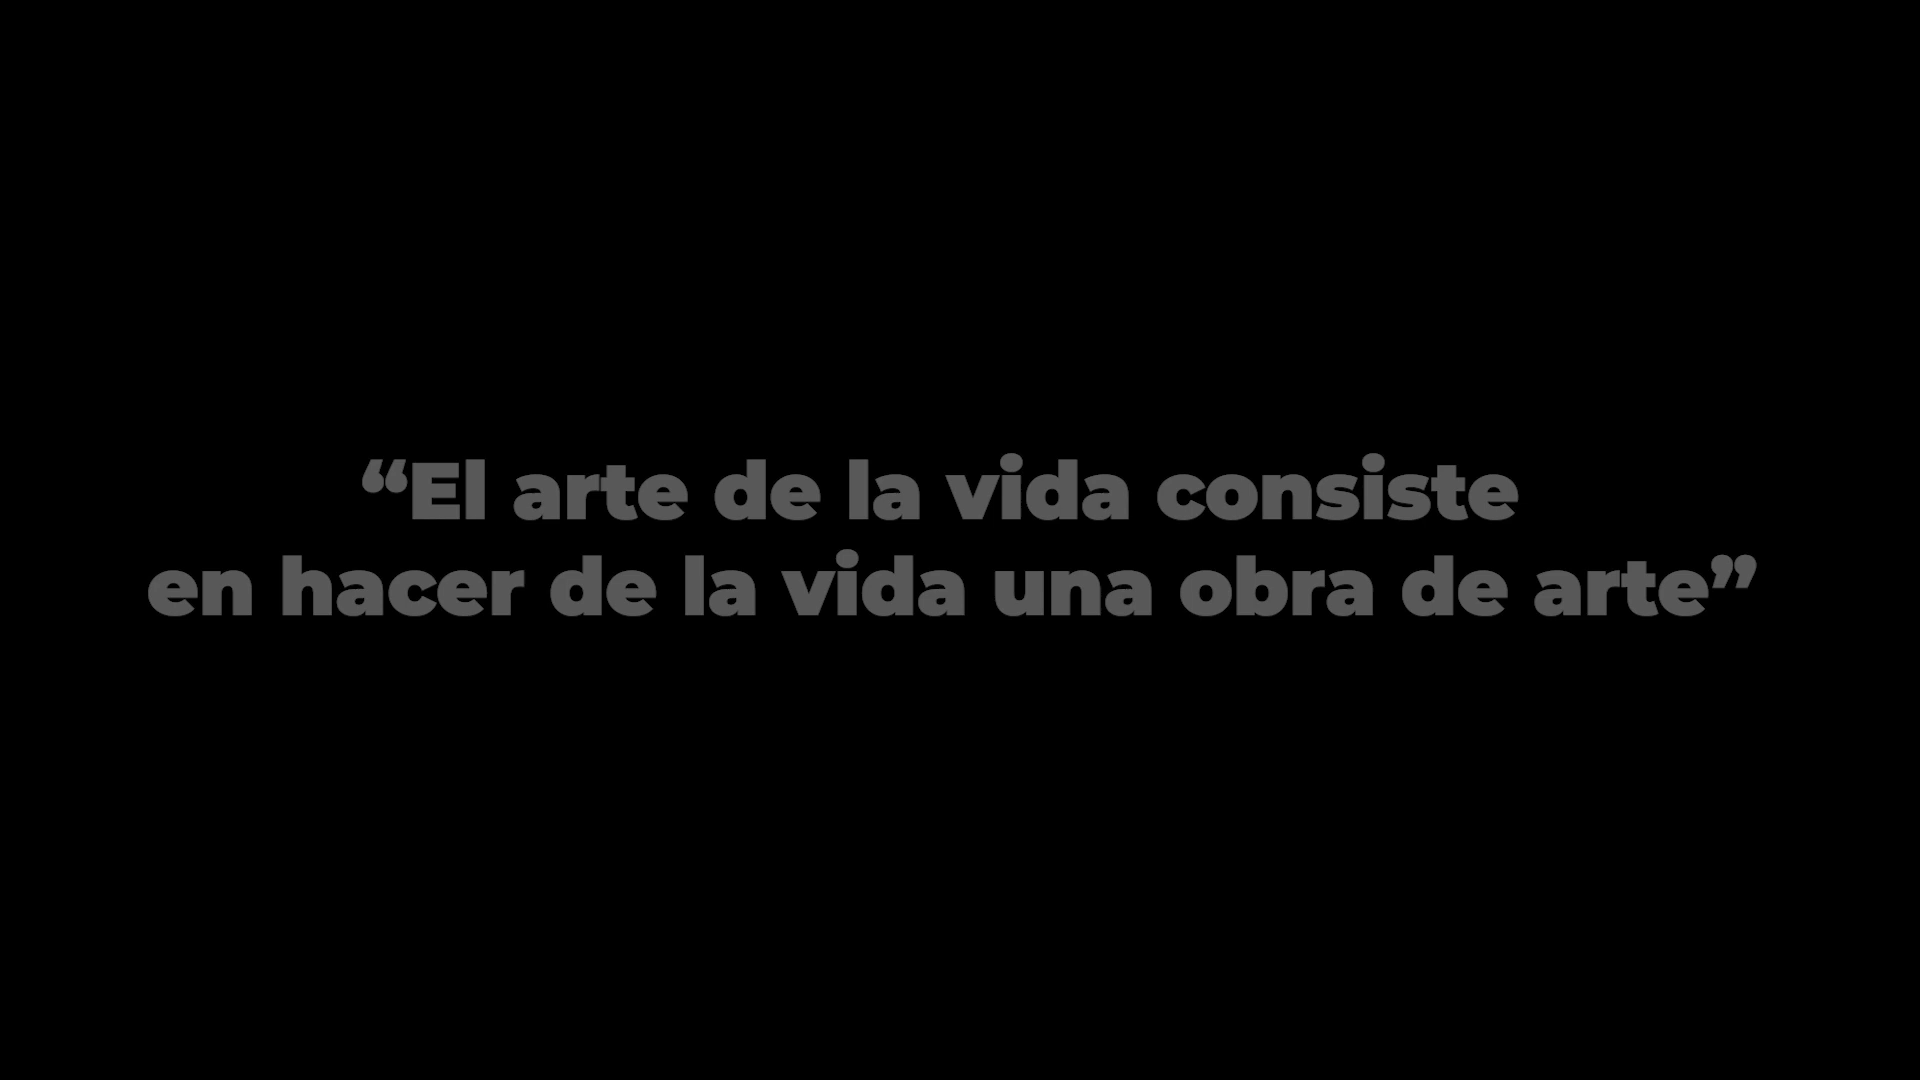 “El arte de la vida consiste
en hacer de la vida una obra de arte”